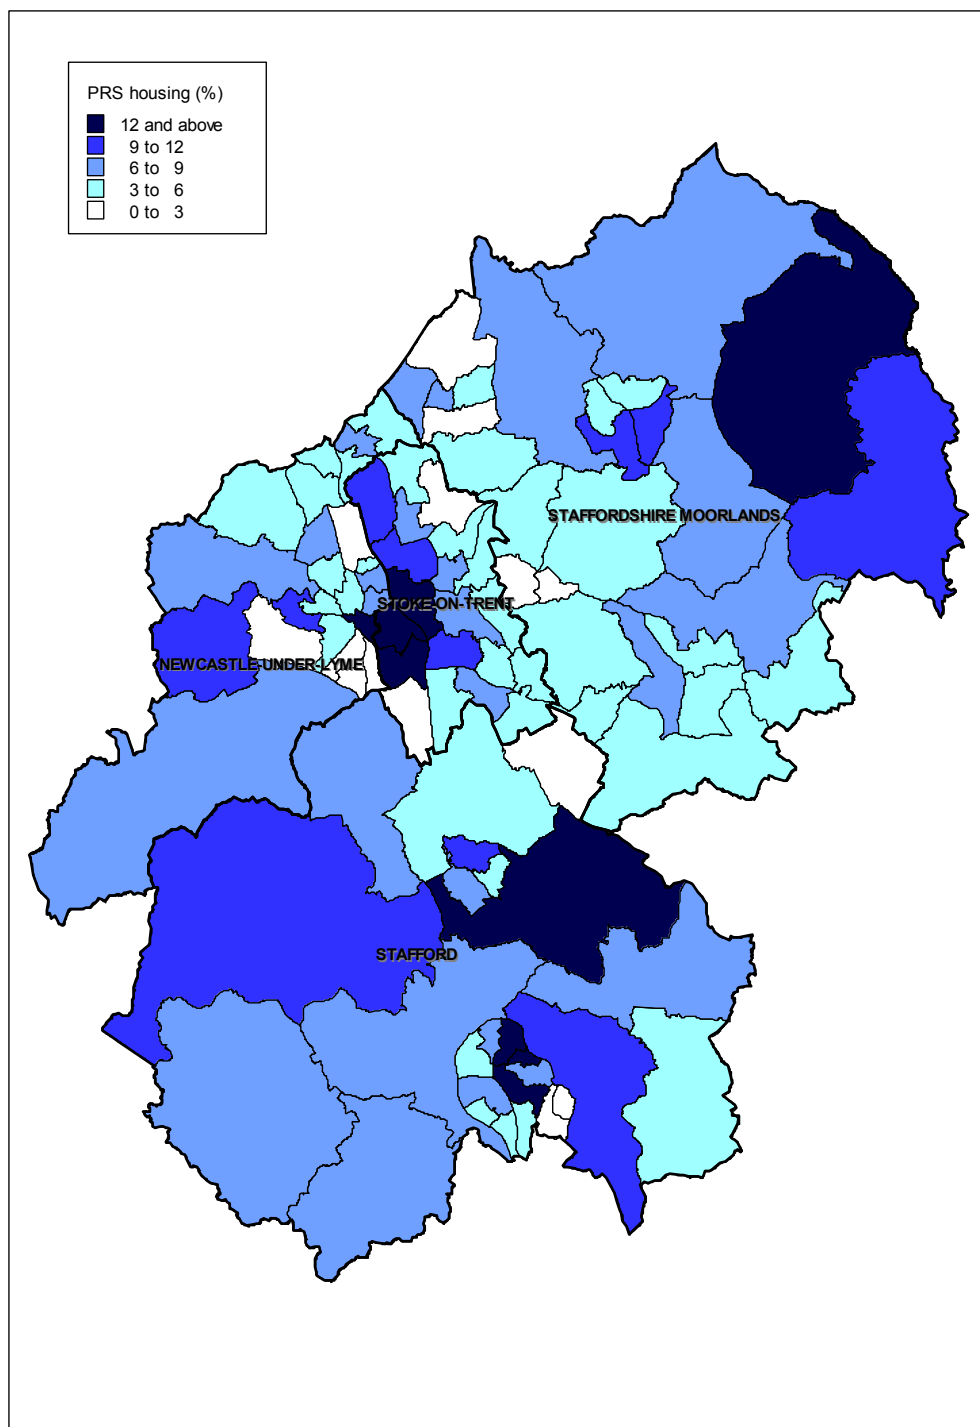 PRS housing (%)
12 and above
9 to 12
6 to 9
3 to 6
0 to 3
STAFFORDSHIRE MOORLANDS
STOKE-ON-TRENT
NEWCASTLE-UNDER-LYME
STAFFORD